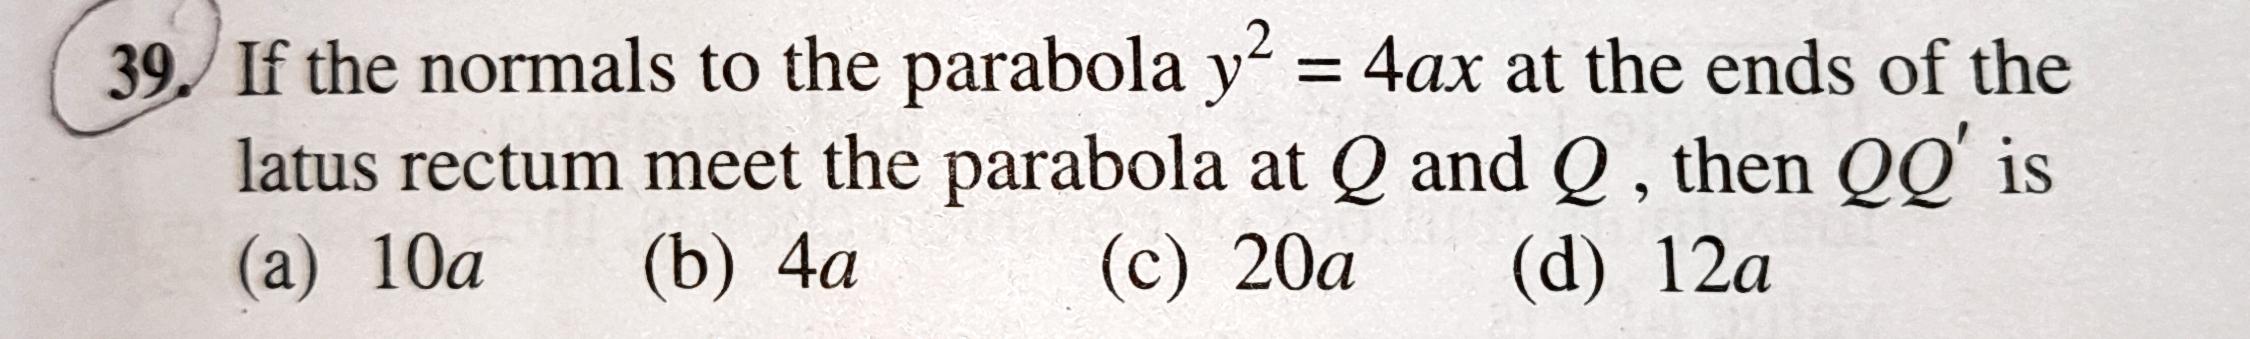 39. If the normals to the parabola y² = 4ax at the ends of the
latus rectum meet the parabola at Q and Q , then QQ′ is
(a) 10a (b) 4a (c) 20a (d) 12a